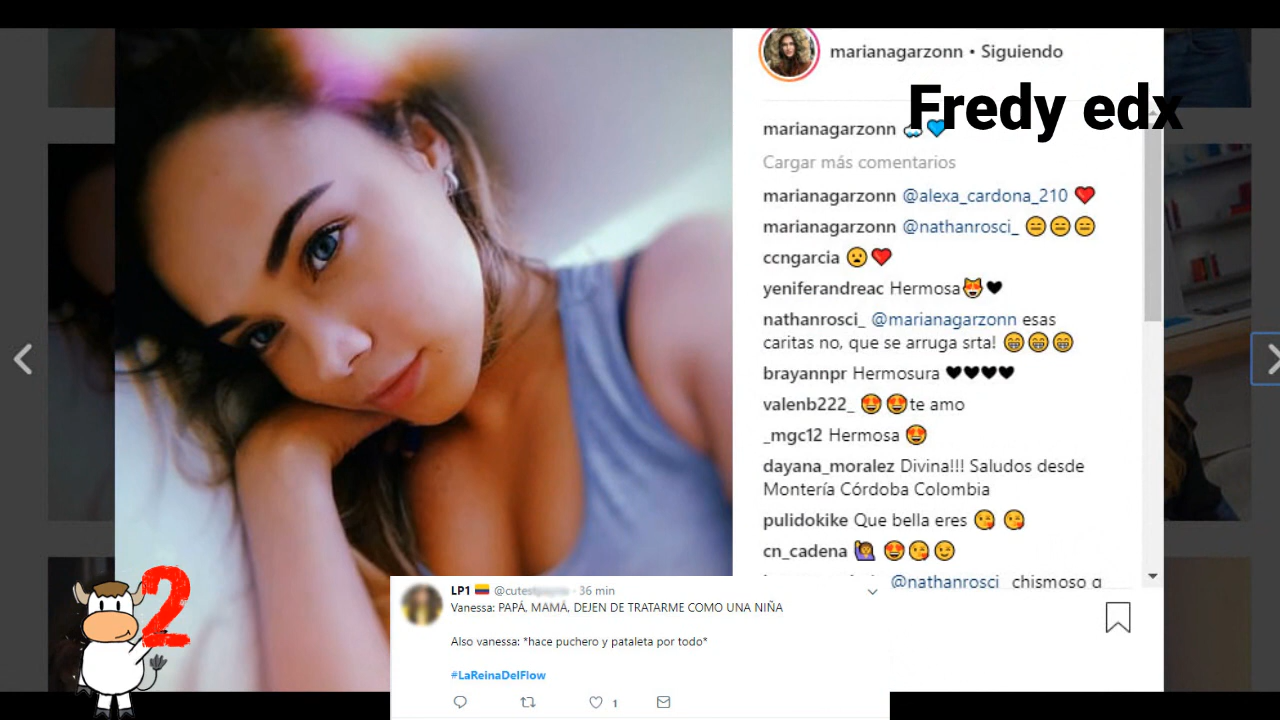 marianagarzonn • Siguiendo
Fredy edx
marianagarzonn
Cargar más comentarios
marianagarzonn @alexa_cardona_210 ❤️
marianagarzonn @nathanrosci_ 😑😑😑
ccngarcia 😦❤️
yeniferandreac Hermosa😻🖤
nathanrosci_ @marianagarzonn esas
caritas no, que se arruga srta! 😁😁😁
brayannpr Hermosura 🖤🖤🖤🖤
valenb222_ 😍😍te amo
_mgc12 Hermosa 😍
dayana_moralez Divina!!! Saludos desde
Montería Córdoba Colombia
pulidokike Que bella eres 😘 😘
cn_cadena 🙋 😍😘😉
@nathanrosci_ chismoso
2
LP1 🇨🇴 @cutest · 36 min
Vanessa: PAPÁ, MAMÁ, DEJEN DE TRATARME COMO UNA NIÑA
Also vanessa: *hace puchero y pataleta por todo*
#LaReinaDelFlow
1